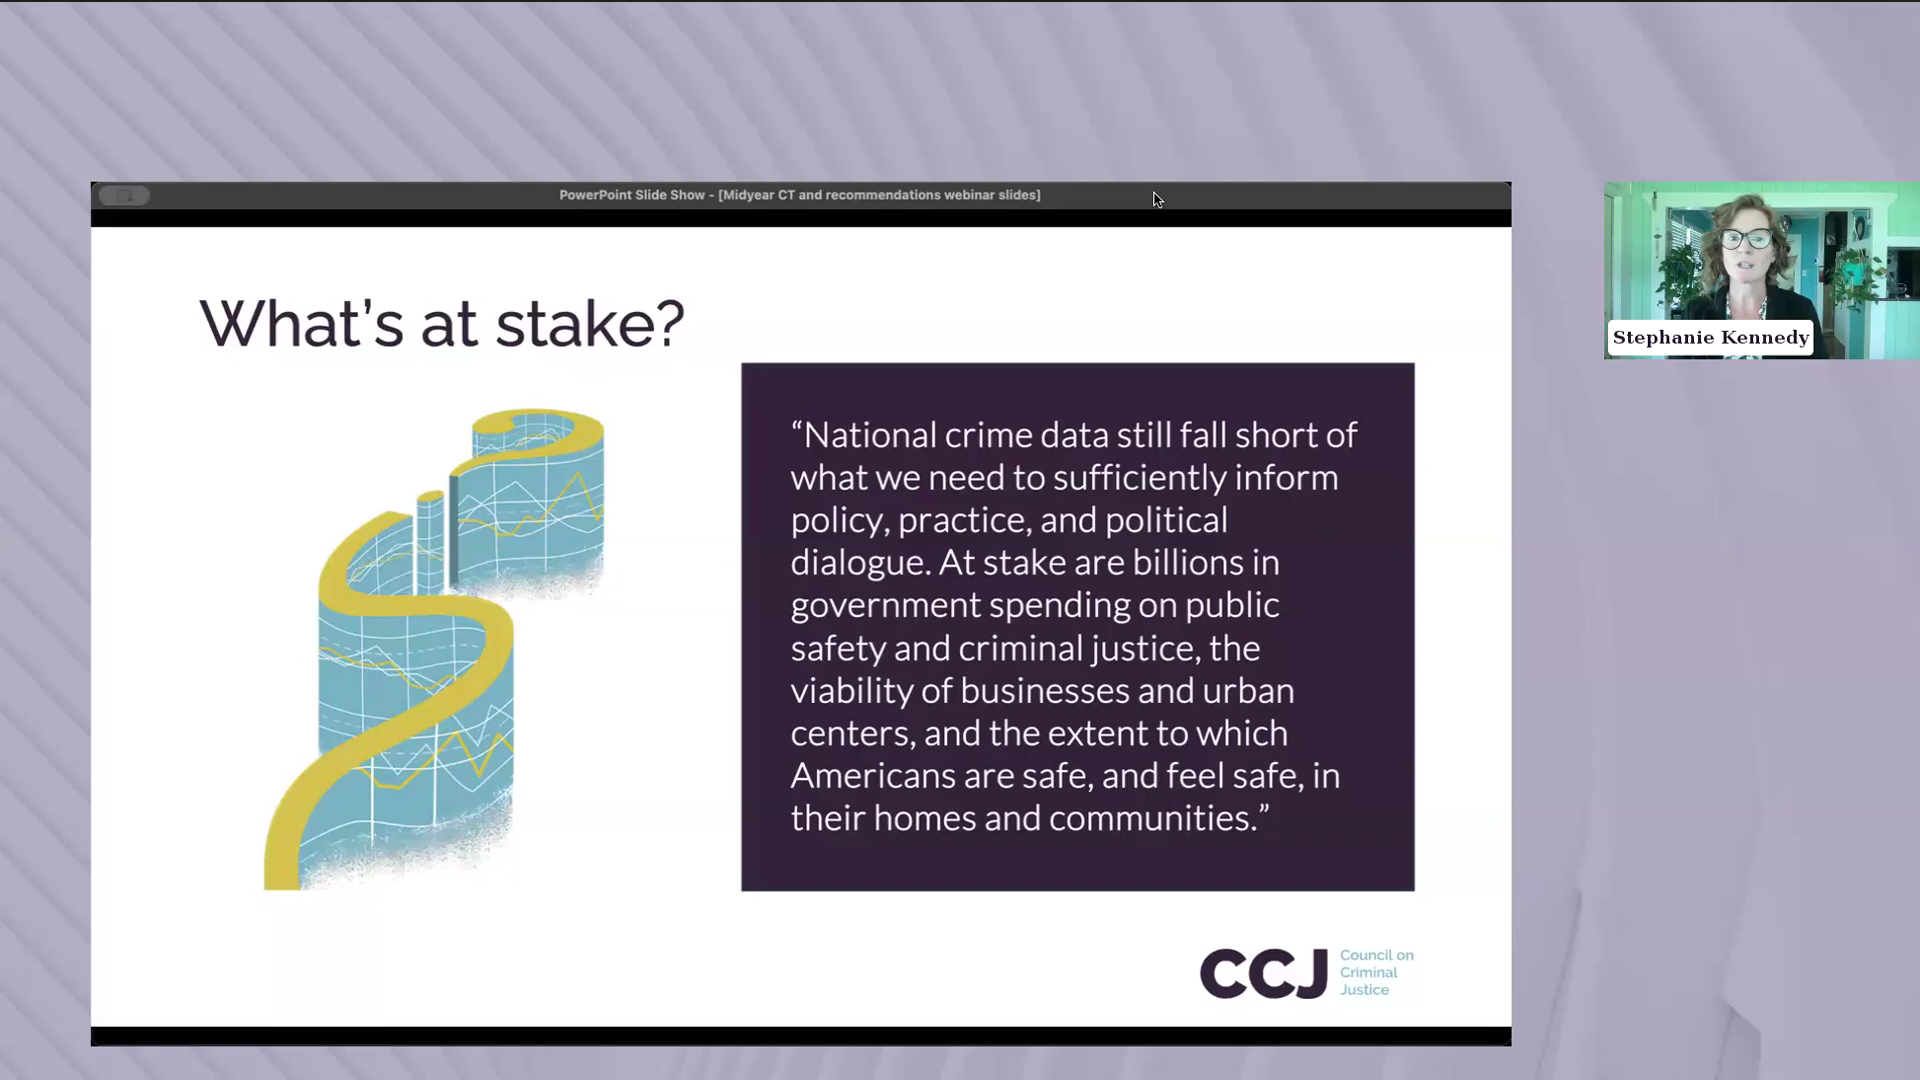 PowerPoint Slide Show - [Midyear CT and recommendations webinar slides]
What’s at stake?
“National crime data still fall short of
what we need to sufficiently inform
policy, practice, and political
dialogue. At stake are billions in
government spending on public
safety and criminal justice, the
viability of businesses and urban
centers, and the extent to which
Americans are safe, and feel safe, in
their homes and communities.”
CCJ
Council on
Criminal
Justice
Stephanie Kennedy